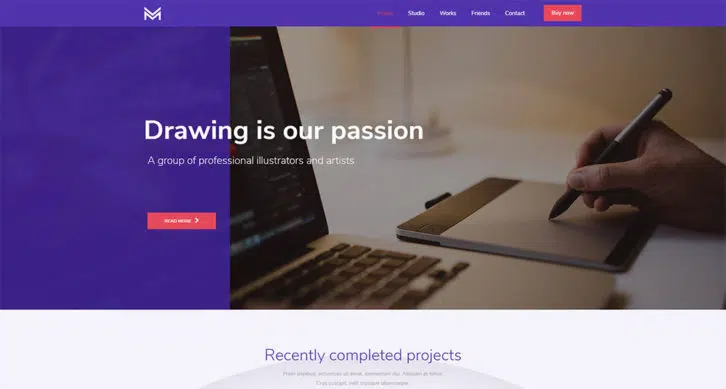 Home Studio Works Friends Contact Buy now
Drawing is our passion
A group of professional illustrators and artists
READ MORE
Recently completed projects